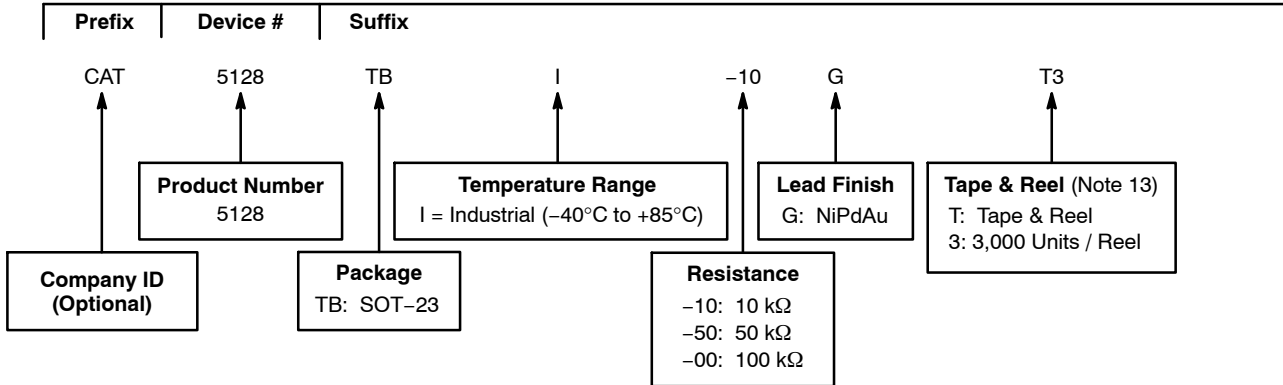 Prefix Device # Suffix
CAT 5128 TB I −10 G T3
Product Number
5128
Temperature Range
I = Industrial (−40°C to +85°C)
Lead Finish
G: NiPdAu
Tape & Reel (Note 13)
T: Tape & Reel
3: 3,000 Units / Reel
Company ID
(Optional)
Package
TB: SOT−23
Resistance
−10: 10 kΩ
−50: 50 kΩ
−00: 100 kΩ